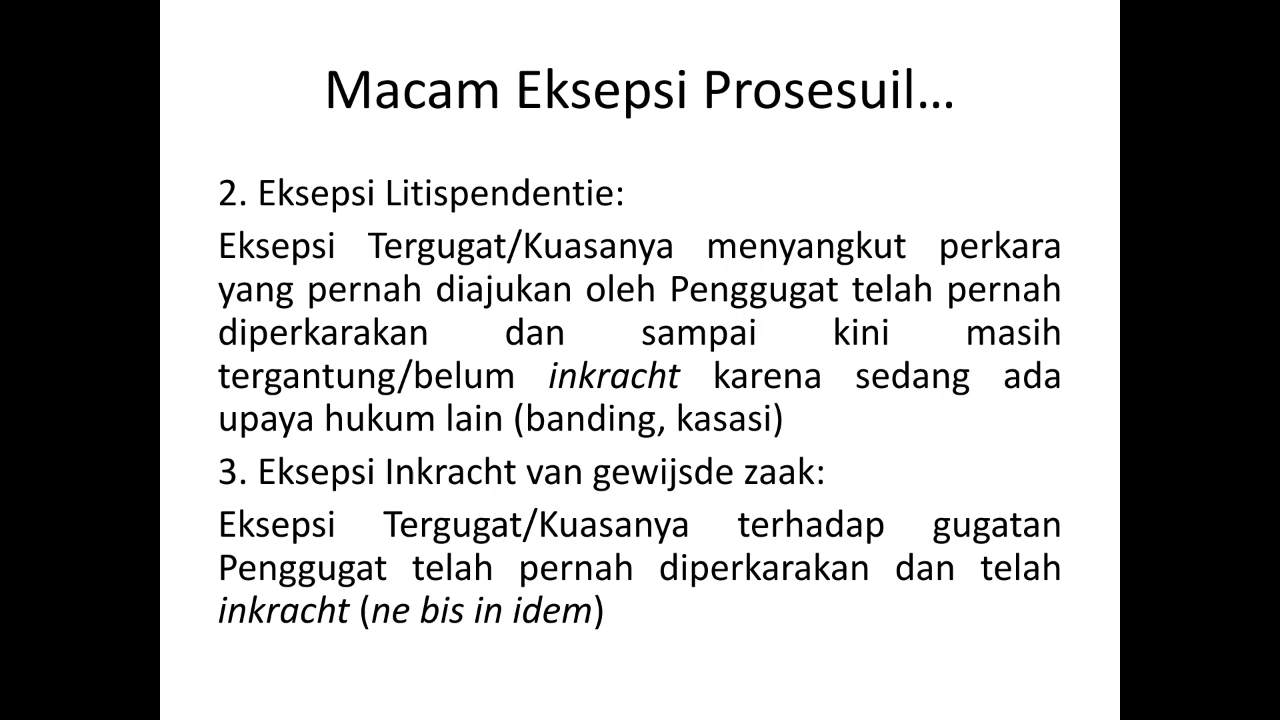 Macam Eksepsi Prosesuil…
2. Eksepsi Litispendentie:
Eksepsi Tergugat/Kuasanya menyangkut perkara
yang pernah diajukan oleh Penggugat telah pernah
diperkarakan dan sampai kini masih
tergantung/belum inkracht karena sedang ada
upaya hukum lain (banding, kasasi)
3. Eksepsi Inkracht van gewijsde zaak:
Eksepsi Tergugat/Kuasanya terhadap gugatan
Penggugat telah pernah diperkarakan dan telah
inkracht (ne bis in idem)